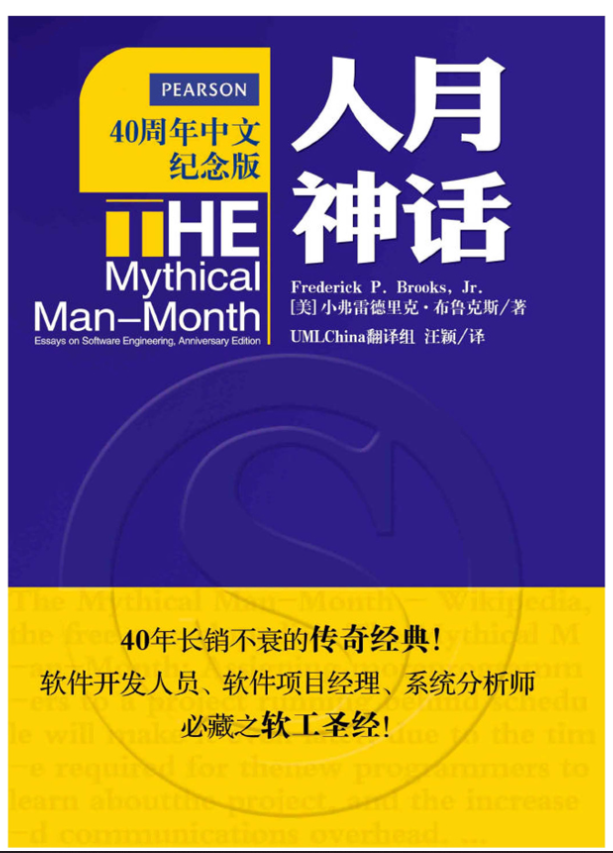 PEARSON
40周年中文
纪念版
THE
Mythical
Man-Month
Essays on Software Engineering, Anniversary Edition
人月
神话
Frederick P. Brooks, Jr.
[美]小弗雷德里克·布鲁克斯/著
UMLChina翻译组 汪颖/译
The Mythical Man-Month - Wikipedia,
the free
ythical M
programm
-ers to a project running behind schedu
le will make
due to the tim
-e required for thenew programmers to
learn aboutthe project, and the increase
-d communications overhead. ...
40年长销不衰的传奇经典!
软件开发人员、软件项目经理、系统分析师
必藏之软工圣经!